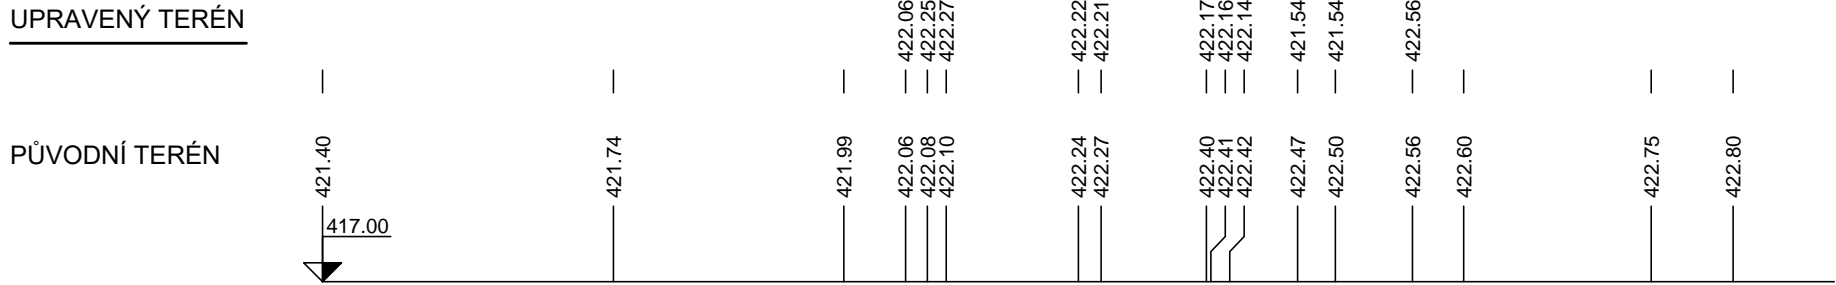 UPRAVENÝ TERÉN
422.06 422.25 422.27 422.22 422.21 422.17 422.16 422.14 421.54 421.54 422.56
PŮVODNÍ TERÉN
421.40 421.74 421.99 422.06 422.08 422.10 422.24 422.27 422.40 422.41 422.42 422.47 422.50 422.56 422.60 422.75 422.80
417.00